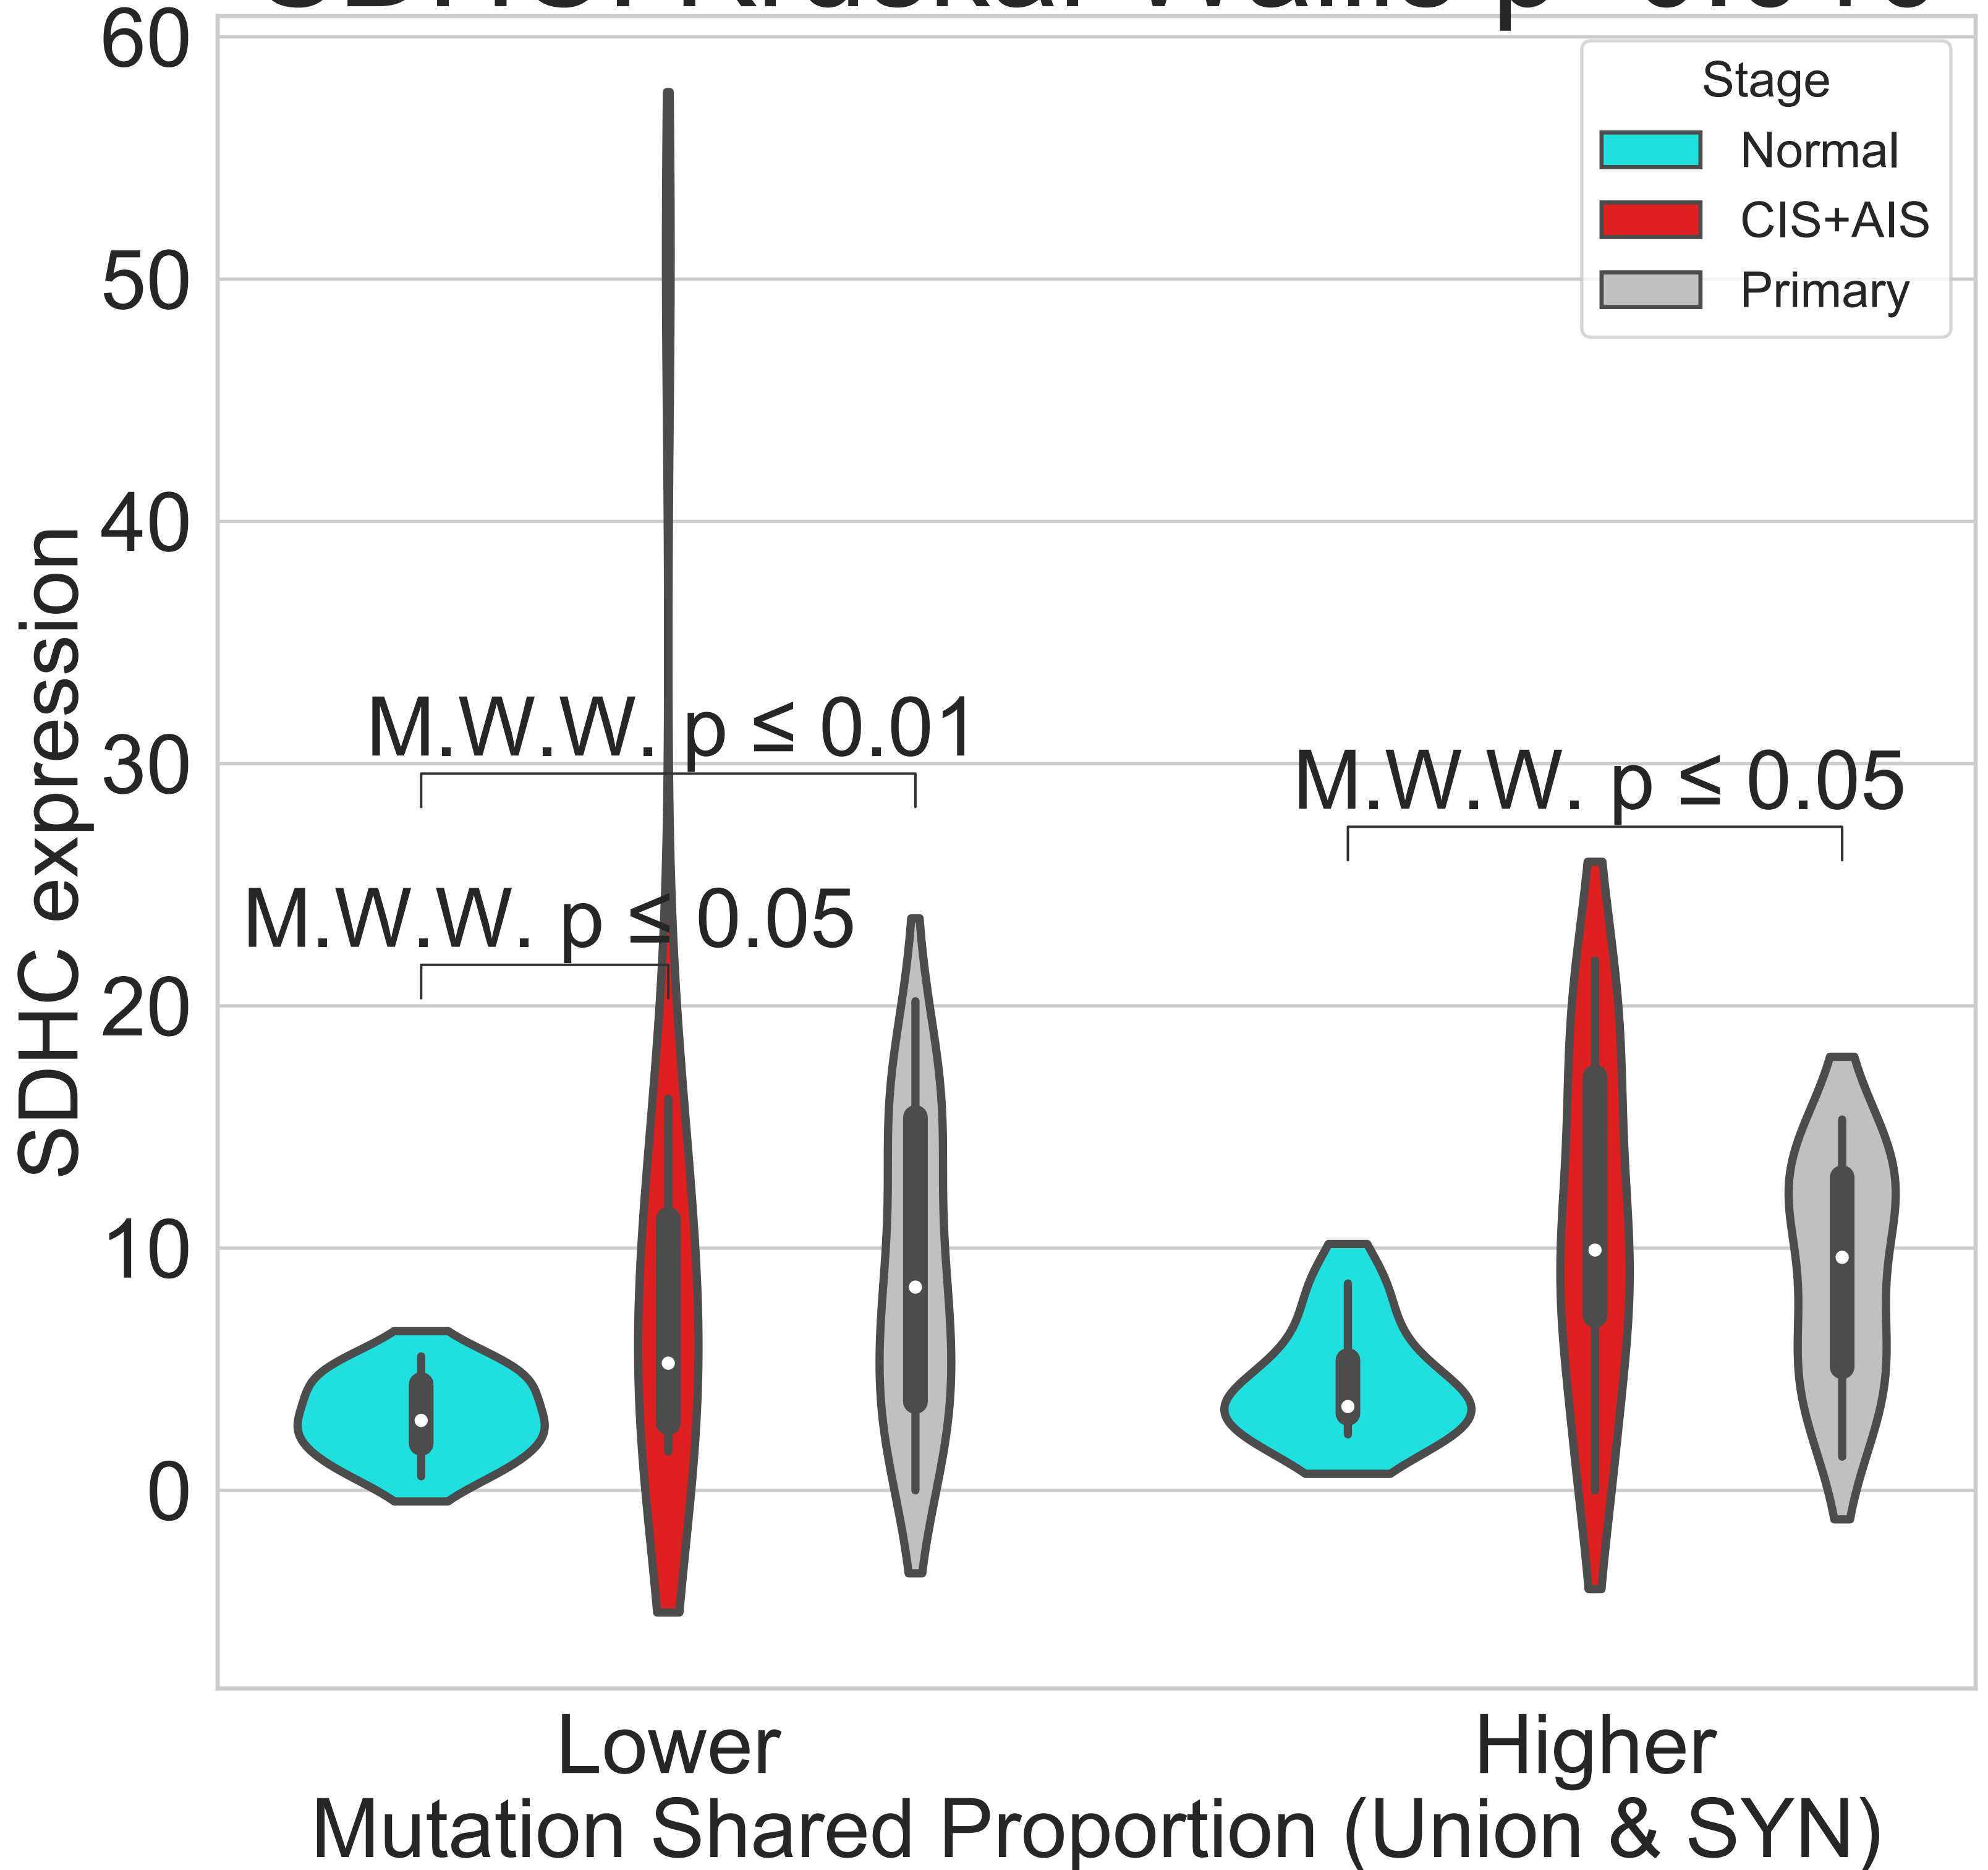 60
50
40
30
20
10
0
SDHC expression
Stage
Normal
CIS+AIS
Primary
M.W.W. p ≤ 0.01
M.W.W. p ≤ 0.05
M.W.W. p ≤ 0.05
Lower
Higher
Mutation Shared Proportion (Union & SYN)